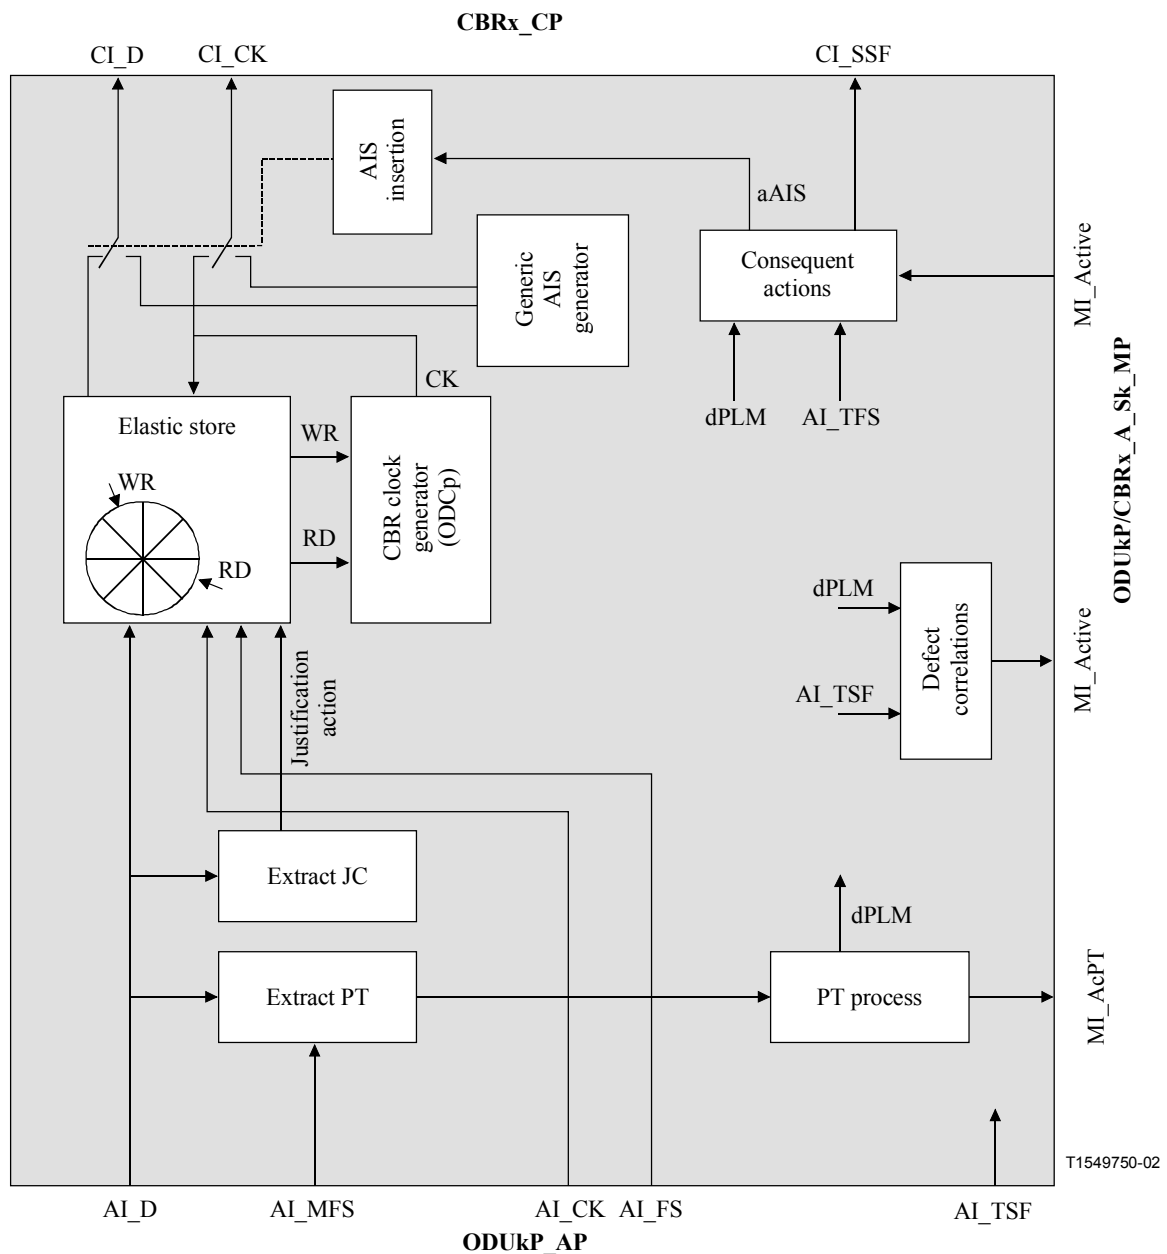 CBRx_CP
CI_D
CI_CK
CI_SSF
AIS
insertion
aAIS
Generic
AIS
generator
Consequent
actions
MI_Active
CK
dPLM
AI_TFS
Elastic store
WR
WR
RD
RD
CBR clock
generator
(ODCp)
ODUkP/CBRx_A_Sk_MP
dPLM
AI_TSF
Defect
correlations
MI_Active
Justification
action
Extract JC
dPLM
Extract PT
PT process
MI_AcPT
T1549750-02
AI_D
AI_MFS
AI_CK
AI_FS
AI_TSF
ODUkP_AP